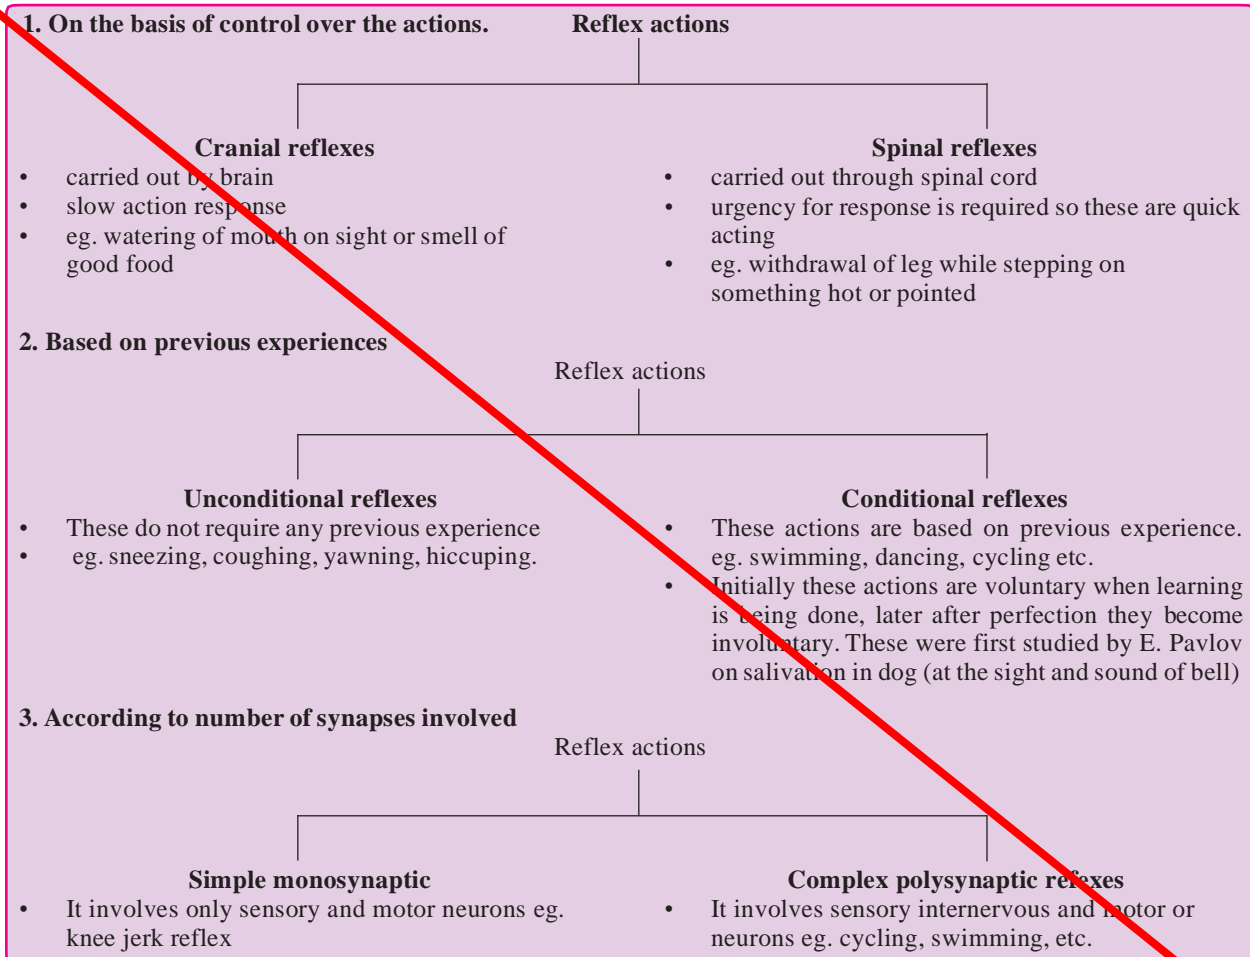 1. On the basis of control over the actions. Reflex actions
Cranial reflexes
• carried out by brain
• slow action response
• eg. watering of mouth on sight or smell of
good food
Spinal reflexes
• carried out through spinal cord
• urgency for response is required so these are quick
acting
• eg. withdrawal of leg while stepping on
something hot or pointed
2. Based on previous experiences
Reflex actions
Unconditional reflexes
• These do not require any previous experience
• eg. sneezing, coughing, yawning, hiccuping.
Conditional reflexes
• These actions are based on previous experience.
eg. swimming, dancing, cycling etc.
• Initially these actions are voluntary when learning
is being done, later after perfection they become
involuntary. These were first studied by E. Pavlov
on salivation in dog (at the sight and sound of bell)
3. According to number of synapses involved
Reflex actions
Simple monosynaptic
• It involves only sensory and motor neurons eg.
knee jerk reflex
Complex polysynaptic refexes
• It involves sensory internervous and motor or
neurons eg. cycling, swimming, etc.